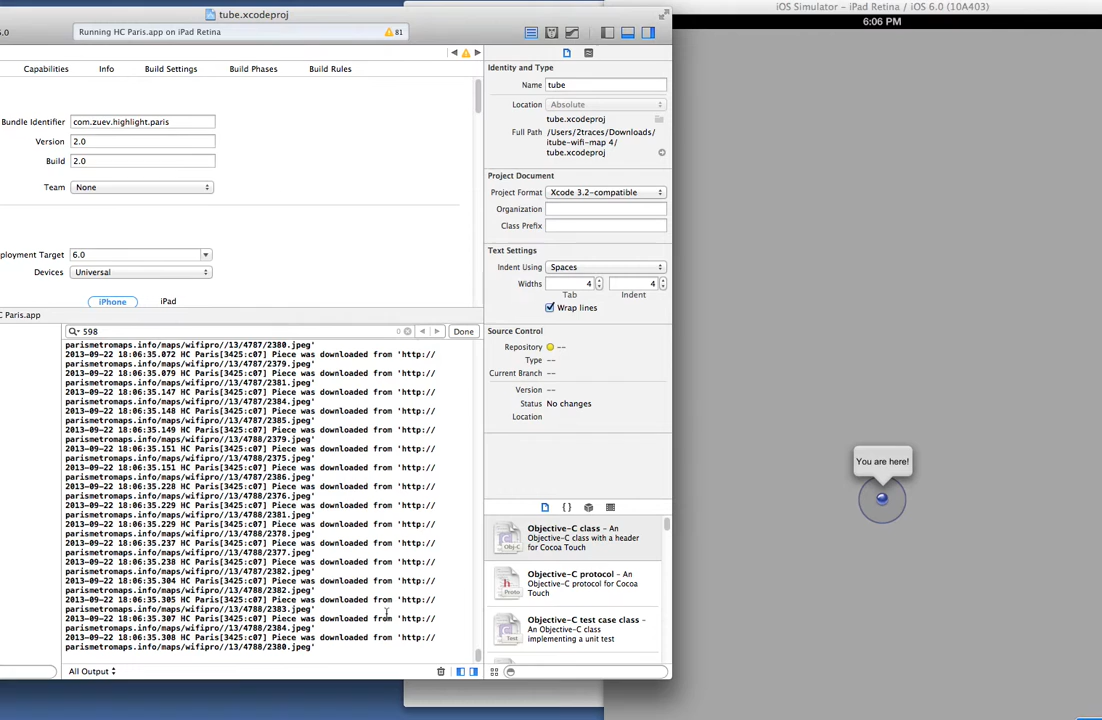 tube.xcodeproj
iOS Simulator - iPad Retina / iOS 6.0 (10A403)
6:06 PM
6.0
Running HC Paris.app on iPad Retina
81
Capabilities
Info
Build Settings
Build Phases
Build Rules
Bundle Identifier
com.zuev.highlight.paris
Version
2.0
Build
2.0
Team
None
ployment Target
6.0
Devices
Universal
iPhone
iPad
C Paris.app
598
0
Done
parismetromaps.info/maps/wifipro//13/4787/2380.jpeg'
2013-09-22 18:06:35.072 HC Paris[3425:c07] Piece was downloaded from 'http://
parismetromaps.info/maps/wifipro//13/4787/2379.jpeg'
2013-09-22 18:06:35.079 HC Paris[3425:c07] Piece was downloaded from 'http://
parismetromaps.info/maps/wifipro//13/4787/2381.jpeg'
2013-09-22 18:06:35.147 HC Paris[3425:c07] Piece was downloaded from 'http://
parismetromaps.info/maps/wifipro//13/4787/2384.jpeg'
2013-09-22 18:06:35.148 HC Paris[3425:c07] Piece was downloaded from 'http://
parismetromaps.info/maps/wifipro//13/4787/2385.jpeg'
2013-09-22 18:06:35.149 HC Paris[3425:c07] Piece was downloaded from 'http://
parismetromaps.info/maps/wifipro//13/4788/2379.jpeg'
2013-09-22 18:06:35.151 HC Paris[3425:c07] Piece was downloaded from 'http://
parismetromaps.info/maps/wifipro//13/4788/2375.jpeg'
2013-09-22 18:06:35.151 HC Paris[3425:c07] Piece was downloaded from 'http://
parismetromaps.info/maps/wifipro//13/4787/2386.jpeg'
2013-09-22 18:06:35.228 HC Paris[3425:c07] Piece was downloaded from 'http://
parismetromaps.info/maps/wifipro//13/4788/2376.jpeg'
2013-09-22 18:06:35.229 HC Paris[3425:c07] Piece was downloaded from 'http://
parismetromaps.info/maps/wifipro//13/4788/2381.jpeg'
2013-09-22 18:06:35.229 HC Paris[3425:c07] Piece was downloaded from 'http://
parismetromaps.info/maps/wifipro//13/4788/2378.jpeg'
2013-09-22 18:06:35.237 HC Paris[3425:c07] Piece was downloaded from 'http://
parismetromaps.info/maps/wifipro//13/4788/2377.jpeg'
2013-09-22 18:06:35.238 HC Paris[3425:c07] Piece was downloaded from 'http://
parismetromaps.info/maps/wifipro//13/4787/2382.jpeg'
2013-09-22 18:06:35.304 HC Paris[3425:c07] Piece was downloaded from 'http://
parismetromaps.info/maps/wifipro//13/4788/2382.jpeg'
2013-09-22 18:06:35.305 HC Paris[3425:c07] Piece was downloaded from 'http://
parismetromaps.info/maps/wifipro//13/4788/2383.jpeg'
2013-09-22 18:06:35.307 HC Paris[3425:c07] Piece was downloaded from 'http://
parismetromaps.info/maps/wifipro//13/4788/2384.jpeg'
2013-09-22 18:06:35.308 HC Paris[3425:c07] Piece was downloaded from 'http://
parismetromaps.info/maps/wifipro//13/4788/2380.jpeg'
All Output
Identity and Type
Name
tube
Location
Absolute
tube.xcodeproj
Full Path
/Users/2traces/Downloads/
itube-wifi-map 4/
tube.xcodeproj
Project Document
Project Format
Xcode 3.2-compatible
Organization
Class Prefix
Text Settings
Indent Using
Spaces
Widths
4
4
Tab
Indent
Wrap lines
Source Control
Repository
--
Type
--
Current Branch
--
Version
--
Status
No changes
Location
{ }
Obj-C
Objective-C class - An
Objective-C class with a header
for Cocoa Touch
Proto
Objective-C protocol - An
Objective-C protocol for Cocoa
Touch
Test
Objective-C test case class -
An Objective-C class
implementing a unit test
You are here!